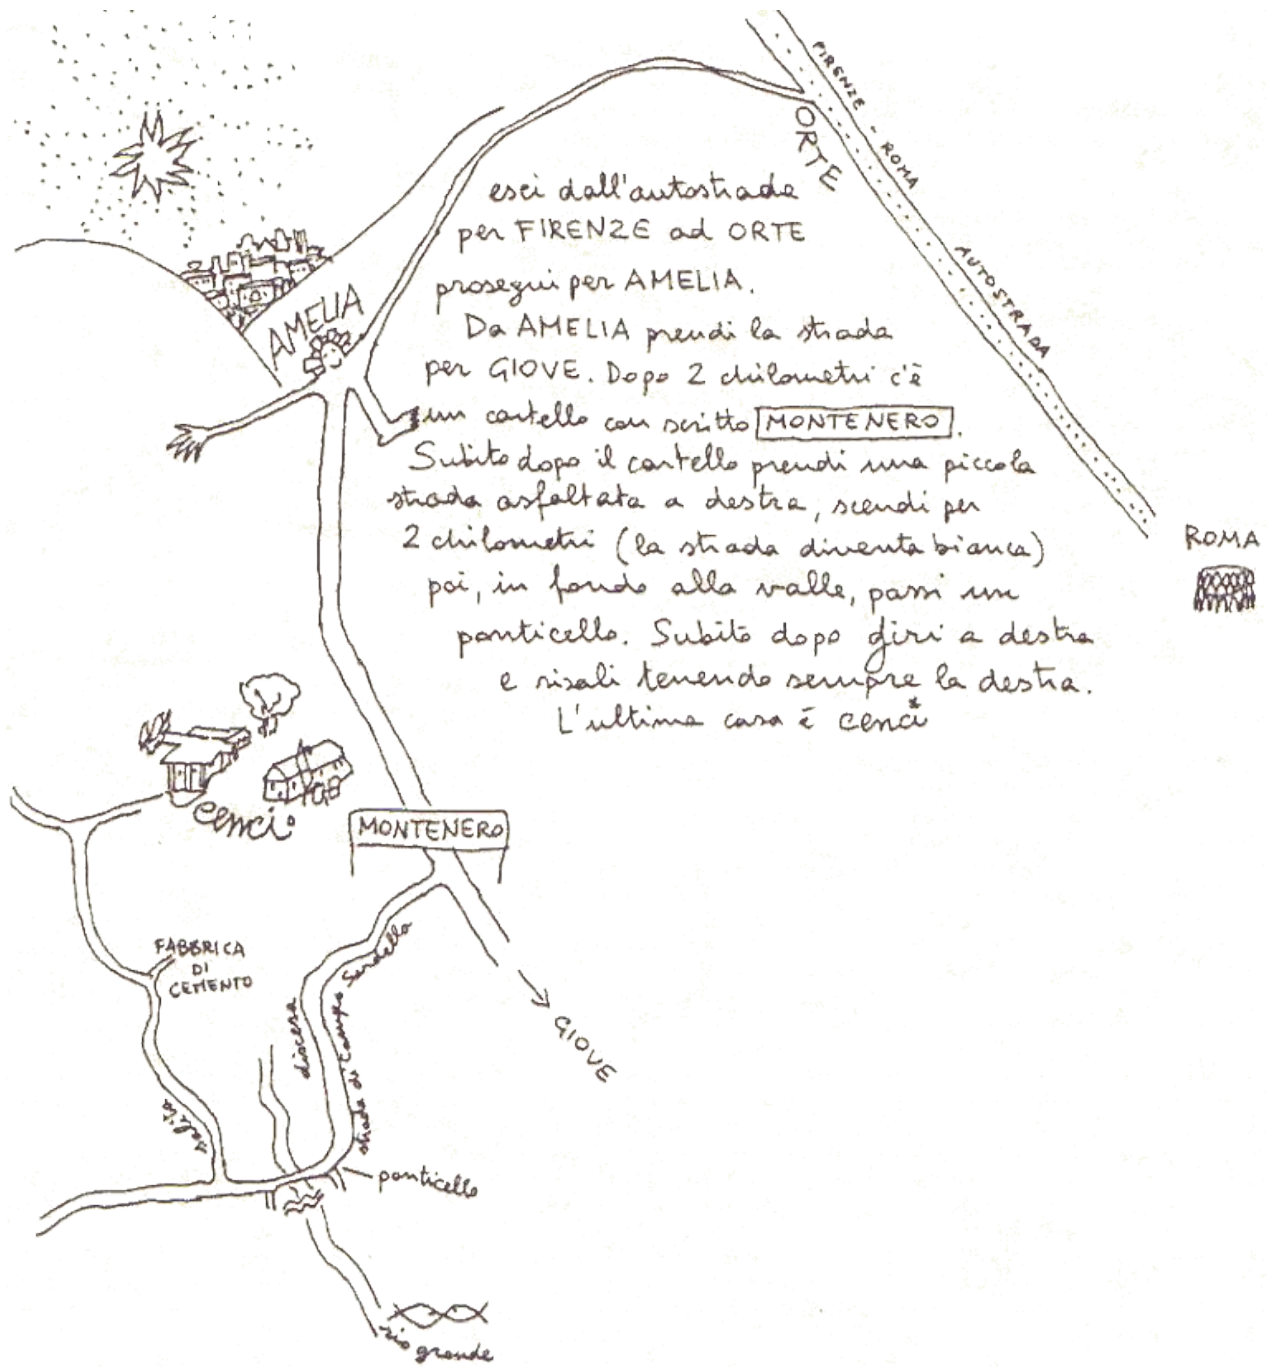 FIRENZE - ROMA
AUTOSTRADA
ORTE
esci dall'autostrada
per FIRENZE ad ORTE
prosegui per AMELIA.
Da AMELIA prendi la strada
per GIOVE. Dopo 2 chilometri c'è
un cartello con scritto MONTENERO.
Subito dopo il cartello prendi una piccola
strada asfaltata a destra, scendi per
2 chilometri (la strada diventa bianca)
poi, in fondo alla valle, passi un
ponticello. Subito dopo giri a destra
e risali tenendo sempre la destra.
L'ultima casa è cenci*
AMELIA
ROMA
cenci
MONTENERO
FABBRICA
DI
CEMENTO
discesa
strada di Campo Sardello
GIOVE
salita
ponticello
rio grande